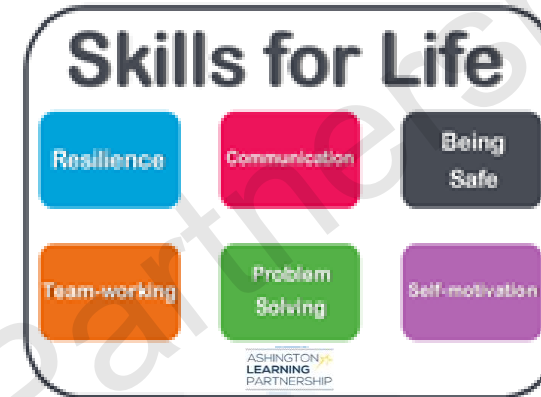 Skills for Life
Resilience
Communication
Being
Safe
Team-working
Problem
Solving
Self-motivation
ASHINGTON
LEARNING
PARTNERSHIP